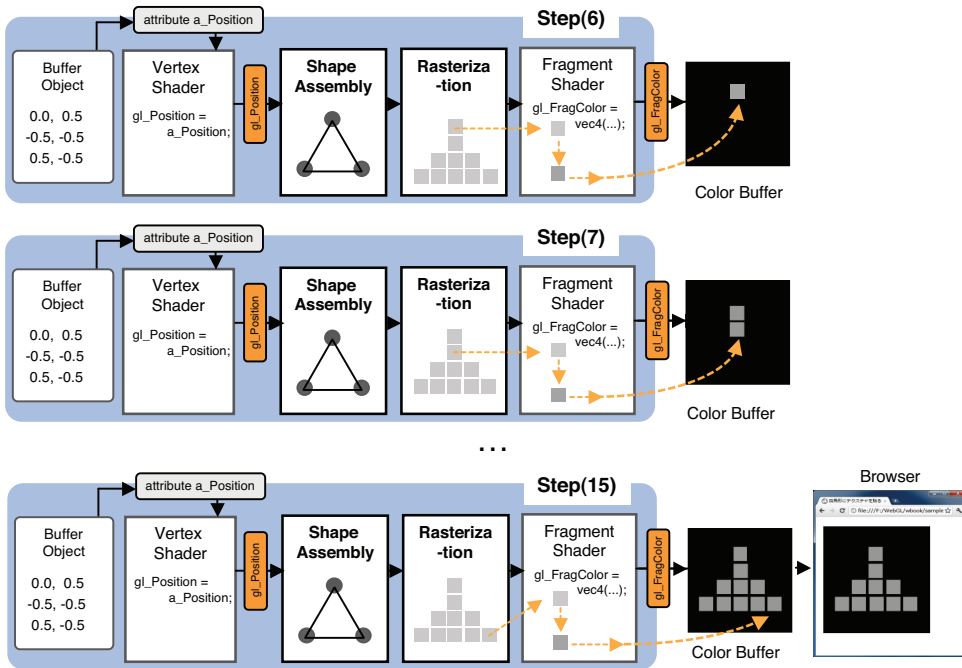 Step(6)
attribute a_Position
Buffer
Object
0.0, 0.5
-0.5, -0.5
0.5, -0.5
Vertex
Shader
gl_Position =
a_Position;
gl_Position
Shape
Assembly
Rasteriza
-tion
Fragment
Shader
gl_FragColor =
vec4(...);
gl_FragColor
Color Buffer
Step(7)
attribute a_Position
Buffer
Object
0.0, 0.5
-0.5, -0.5
0.5, -0.5
Vertex
Shader
gl_Position =
a_Position;
gl_Position
Shape
Assembly
Rasteriza
-tion
Fragment
Shader
gl_FragColor =
vec4(...);
gl_FragColor
Color Buffer
...
Step(15)
attribute a_Position
Buffer
Object
0.0, 0.5
-0.5, -0.5
0.5, -0.5
Vertex
Shader
gl_Position =
a_Position;
gl_Position
Shape
Assembly
Rasteriza
-tion
Fragment
Shader
gl_FragColor =
vec4(...);
gl_FragColor
Color Buffer
Browser
file:///F:/WebGL/wbook/sample